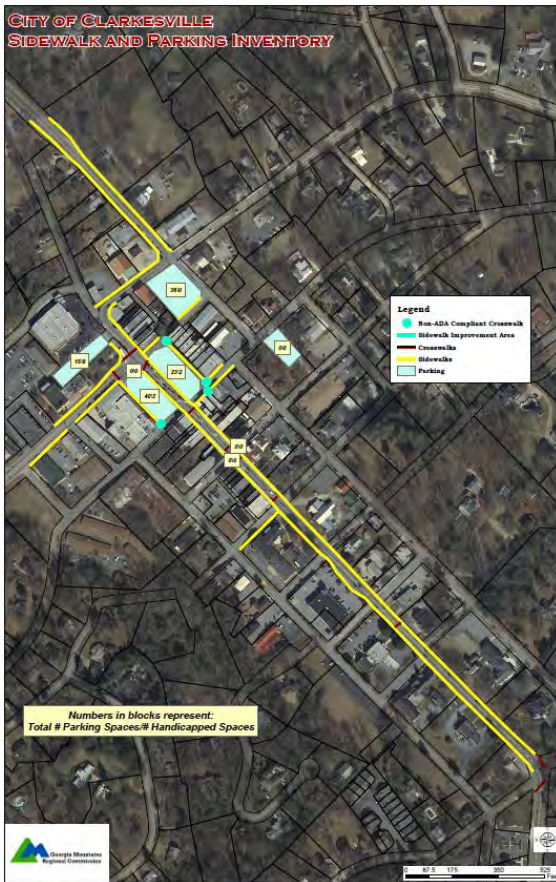 CITY OF CLARKESVILLE
SIDEWALK AND PARKING INVENTORY
Legend
Non-ADA Compliant Crosswalk
Sidewalk Improvement Area
Crosswalks
Sidewalks
Parking
Numbers in blocks represent:
Total # Parking Spaces/# Handicapped Spaces
Georgia Mountains
Regional Commission
0 87.5 175 350 525